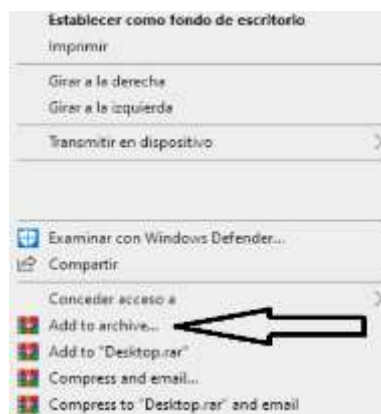 Establecer como fondo de escritorio
Imprimir
Girar a la derecha
Girar a la izquierda
Transmitir en dispositivo
Examinar con Windows Defender...
Compartir
Conceder acceso a
Add to archive...
Add to "Desktop.rar"
Compress and email...
Compress to "Desktop.rar" and email